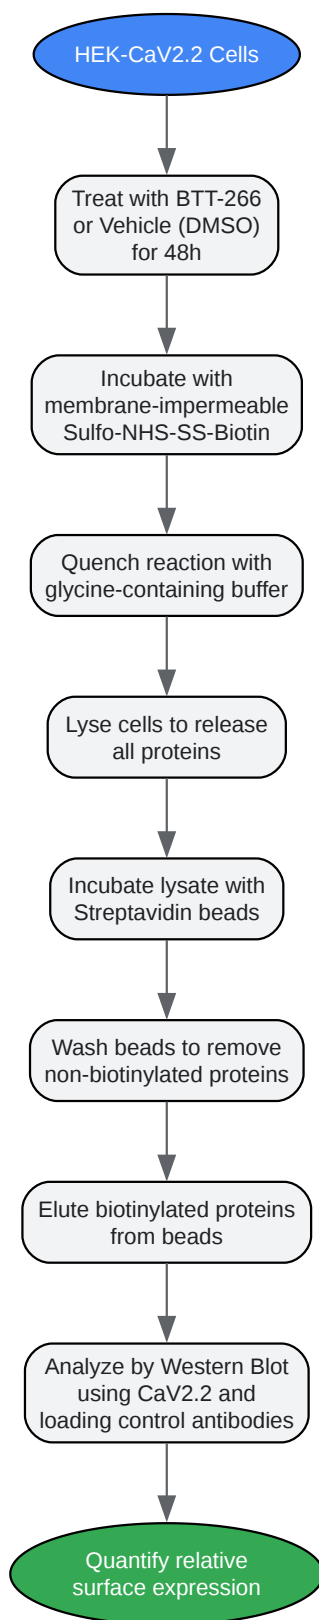 HEK-CaV2.2 Cells
Treat with BTT-266
or Vehicle (DMSO)
for 48h
Incubate with
membrane-impermeable
Sulfo-NHS-SS-Biotin
Quench reaction with
glycine-containing buffer
Lyse cells to release
all proteins
Incubate lysate with
Streptavidin beads
Wash beads to remove
non-biotinylated proteins
Elute biotinylated proteins
from beads
Analyze by Western Blot
using CaV2.2 and
loading control antibodies
Quantify relative
surface expression